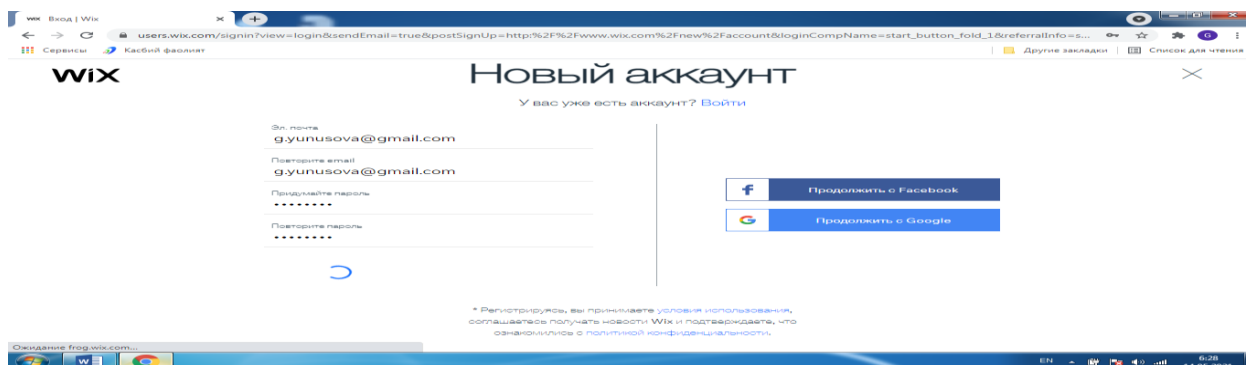 WiX Вход | Wix
users.wix.com/signin?view=login&sendEmail=true&postSignUp=http:%2F%2Fwww.wix.com%2Fnew%2Faccount&loginCompName=start_button_fold_1&referralInfo=s...
G
Сервисы Касбий фаолият Другие закладки Список для чтения
WiX
Новый аккаунт
У вас уже есть аккаунт? Войти
Эл. почта
g.yunusova@gmail.com
Повторите email
g.yunusova@gmail.com
Придумайте пароль
••••••••
Повторите пароль
••••••••
f Продолжить с Facebook
G Продолжить с Google
* Регистрируясь, вы принимаете условия использования,
соглашаетесь получать новости Wix и подтверждаете, что
ознакомились с политикой конфиденциальности.
Ожидание frog.wix.com...
W EN 6:28